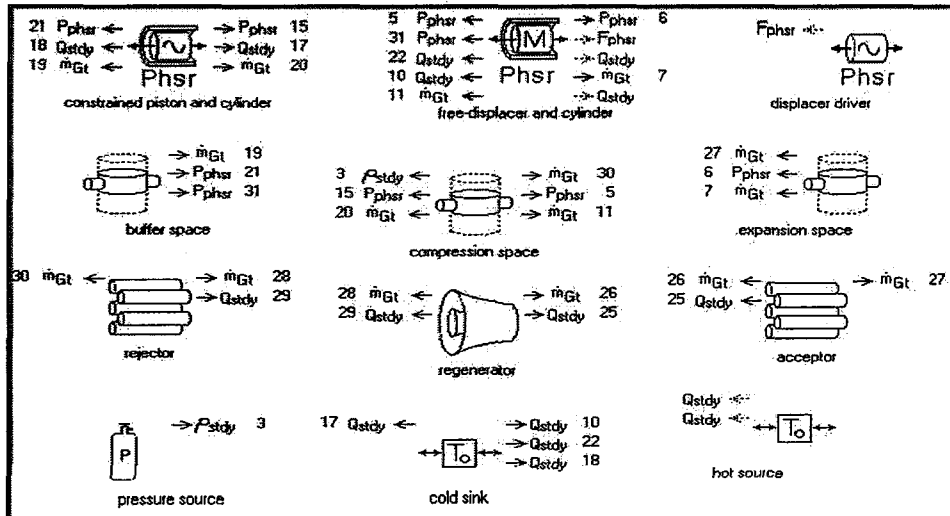 21 Pphsr Pphsr 15
18 Qstdy Qstdy 17
19 ṁGt ṁGt 20
Phsr
constrained piston and cylinder
5 Pphsr Pphsr 6
31 Pphsr M Fphsr
22 Qstdy Qstdy
10 Qstdy Phsr ṁGt 7
11 ṁGt Qstdy
free-displacer and cylinder
Fphsr
Phsr
displacer driver
ṁGt 19
Pphsr 21
Pphsr 31
buffer space
3 Pstdy ṁGt 30
15 Pphsr Pphsr 5
20 ṁGt ṁGt 11
compression space
27 ṁGt
6 Pphsr
7 ṁGt
expansion space
30 ṁGt ṁGt 28
Qstdy 29
rejector
28 ṁGt ṁGt 26
29 Qstdy Qstdy 25
regenerator
26 ṁGt ṁGt 27
25 Qstdy
acceptor
Pstdy 3
P
pressure source
17 Qstdy Qstdy 10
To Qstdy 22
Qstdy 18
cold sink
Qstdy
Qstdy To
hot source